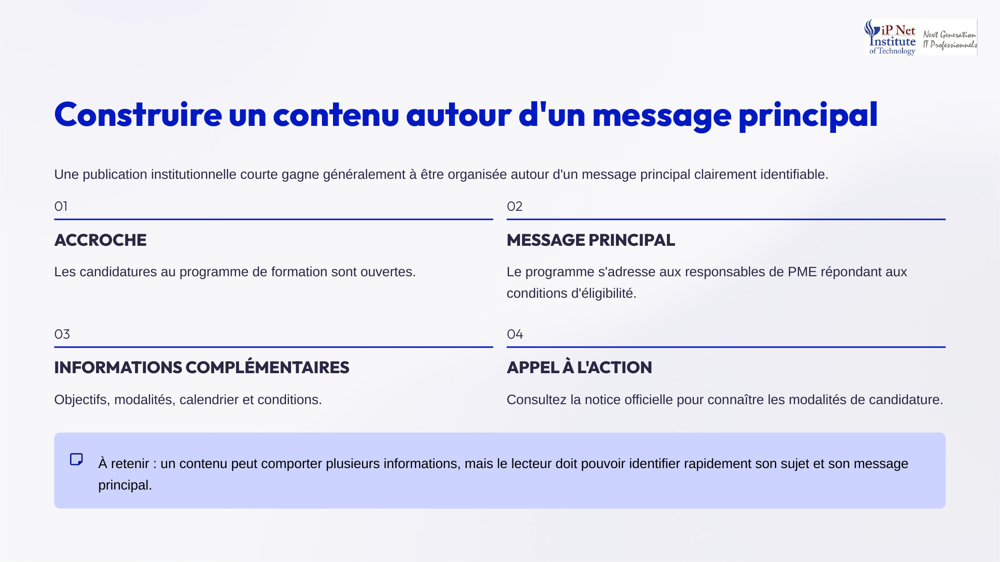 iP Net
Institute
of Technology
Next Generation
IT Professionnels
Construire un contenu autour d'un message principal
Une publication institutionnelle courte gagne généralement à être organisée autour d'un message principal clairement identifiable.
01
ACCROCHE
Les candidatures au programme de formation sont ouvertes.
02
MESSAGE PRINCIPAL
Le programme s'adresse aux responsables de PME répondant aux
conditions d'éligibilité.
03
INFORMATIONS COMPLÉMENTAIRES
Objectifs, modalités, calendrier et conditions.
04
APPEL À L'ACTION
Consultez la notice officielle pour connaître les modalités de candidature.
À retenir : un contenu peut comporter plusieurs informations, mais le lecteur doit pouvoir identifier rapidement son sujet et son message
principal.